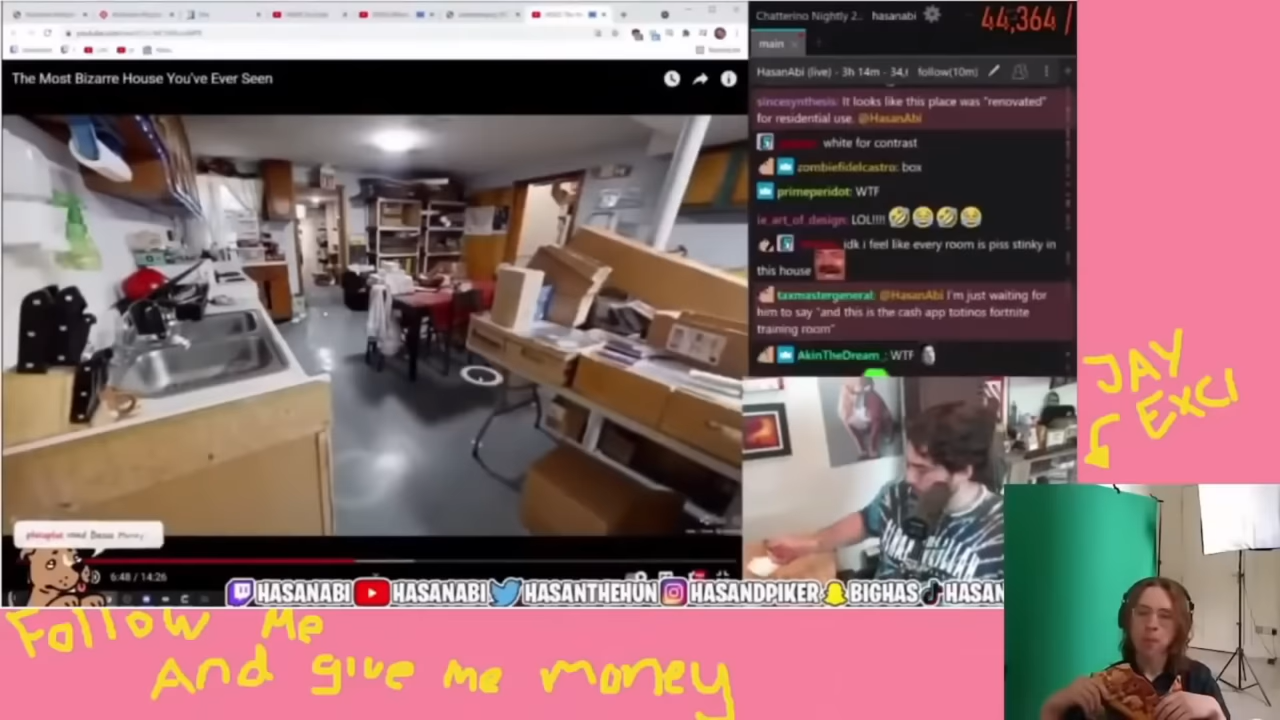 The Most Bizarre House You've Ever Seen
6:48 / 14:26
Chatterino Nightly 2... hasanabi
44,364 /
main
HasanAbi (live) - 3h 14m - 34,( follow(10m)
sincesynthesis: It looks like this place was "renovated"
for residential use. @HasanAbi
white for contrast
zombiefidelcastro: box
primeperidot: WTF
ie_art_of_design: LOL!!!! 🤣😂🤣😂
idk i feel like every room is piss stinky in
this house
taxmastergeneral: @HasanAbi I'm just waiting for
him to say "and this is the cash app totinos fortnite
training room"
AkinTheDream_: WTF
HASANABI HASANABI HASANTHEHUN HASANDPIKER BIGHAS HASAN
JAY
EXCI
Follow Me
And give me money